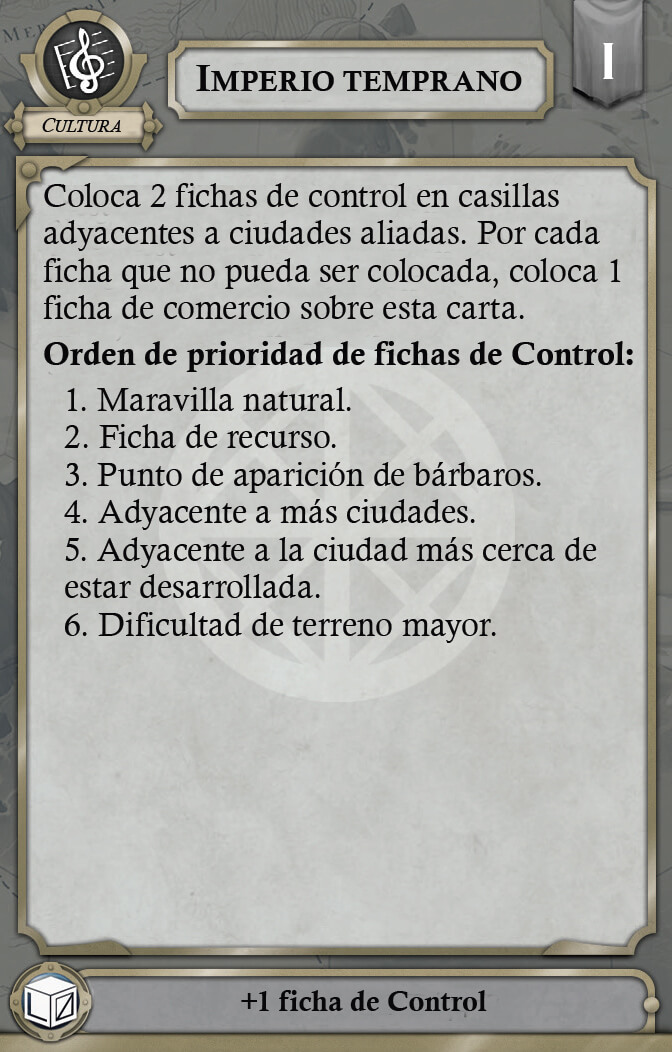 I
IMPERIO TEMPRANO
CULTURA
Coloca 2 fichas de control en casillas
adyacentes a ciudades aliadas. Por cada
ficha que no pueda ser colocada, coloca 1
ficha de comercio sobre esta carta.
Orden de prioridad de fichas de Control:
1. Maravilla natural.
2. Ficha de recurso.
3. Punto de aparición de bárbaros.
4. Adyacente a más ciudades.
5. Adyacente a la ciudad más cerca de
estar desarrollada.
6. Dificultad de terreno mayor.
+1 ficha de Control